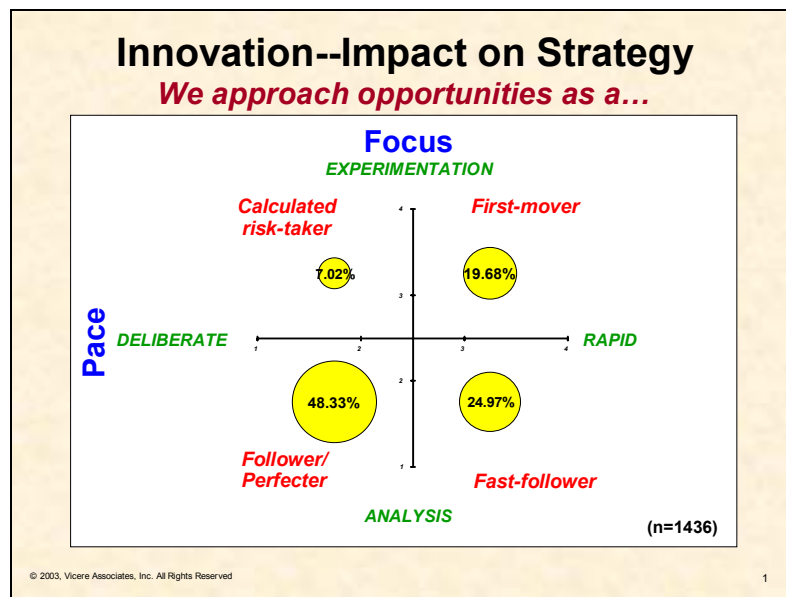 Innovation--Impact on Strategy
We approach opportunities as a…
Focus
EXPERIMENTATION
Calculated
risk-taker
4
First-mover
7.02%
19.68%
3
Pace
DELIBERATE
RAPID
1
2
3
4
2
48.33%
24.97%
Follower/
Perfecter
1
Fast-follower
ANALYSIS
(n=1436)
© 2003, Vicere Associates, Inc. All Rights Reserved
1